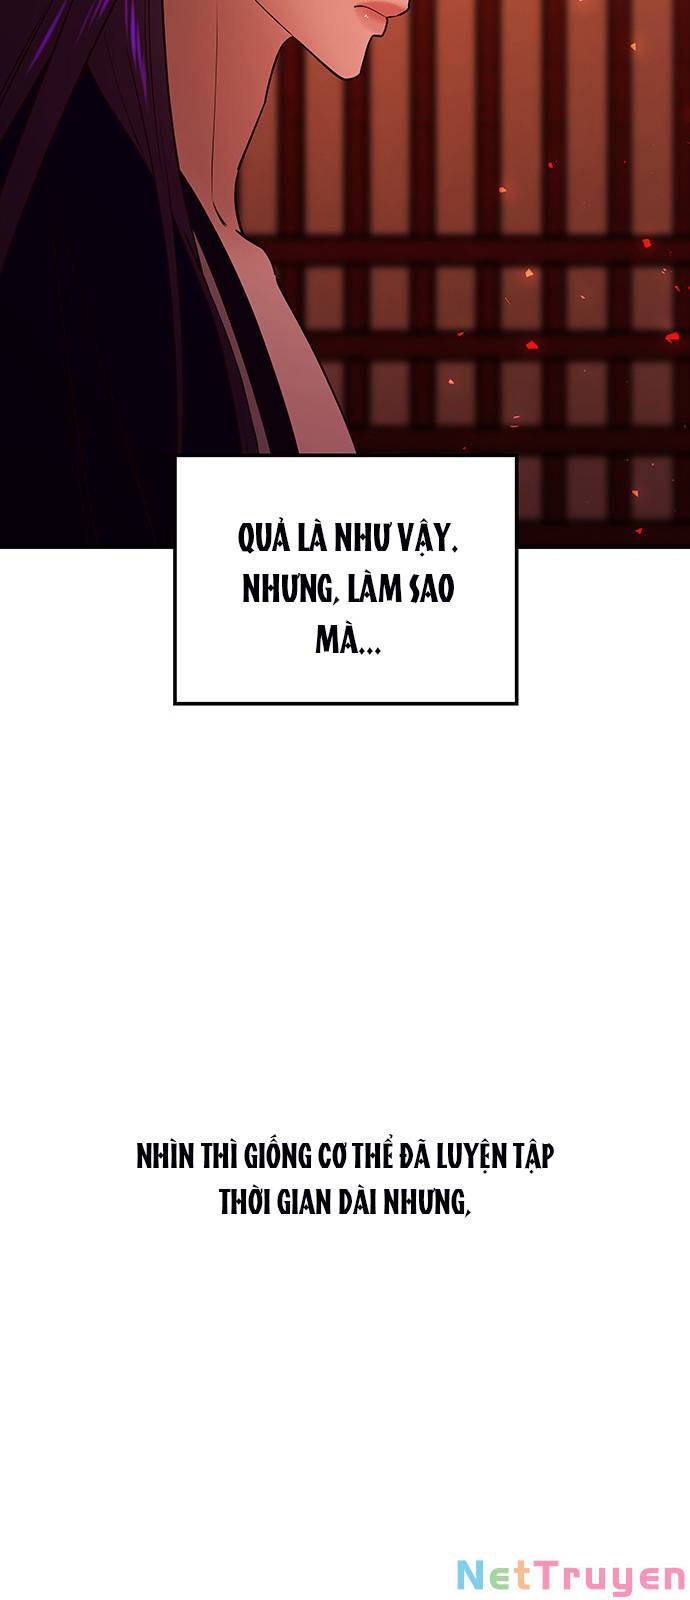 QUẢ LÀ NHƯ VẬY.
NHƯNG, LÀM SAO
MÀ...
NHÌN THÌ GIỐNG CƠ THỂ ĐÃ LUYỆN TẬP
THỜI GIAN DÀI NHƯNG,
NetTruyen